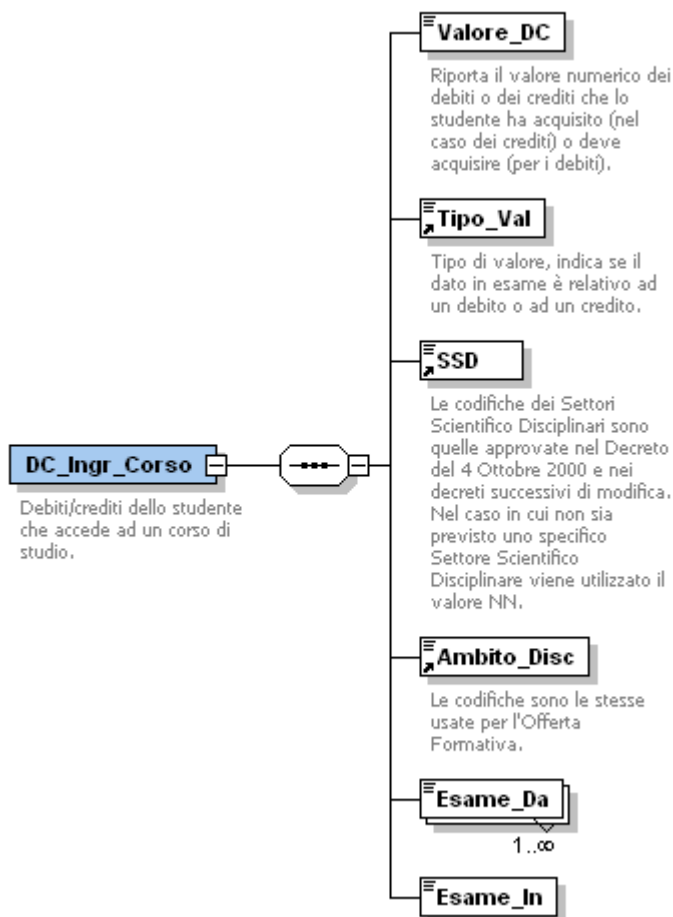 Valore_DC
Riporta il valore numerico dei
debiti o dei crediti che lo
studente ha acquisito (nel
caso dei crediti) o deve
acquisire (per i debiti).
Tipo_Val
Tipo di valore, indica se il
dato in esame è relativo ad
un debito o ad un credito.
SSD
Le codifiche dei Settori
Scientifico Disciplinari sono
quelle approvate nel Decreto
del 4 Ottobre 2000 e nei
decreti successivi di modifica.
Nel caso in cui non sia
previsto uno specifico
Settore Scientifico
Disciplinare viene utilizzato il
valore NN.
DC_Ingr_Corso
Debiti/crediti dello studente
che accede ad un corso di
studio.
Ambito_Disc
Le codifiche sono le stesse
usate per l'Offerta
Formativa.
Esame_Da
1..∞
Esame_In